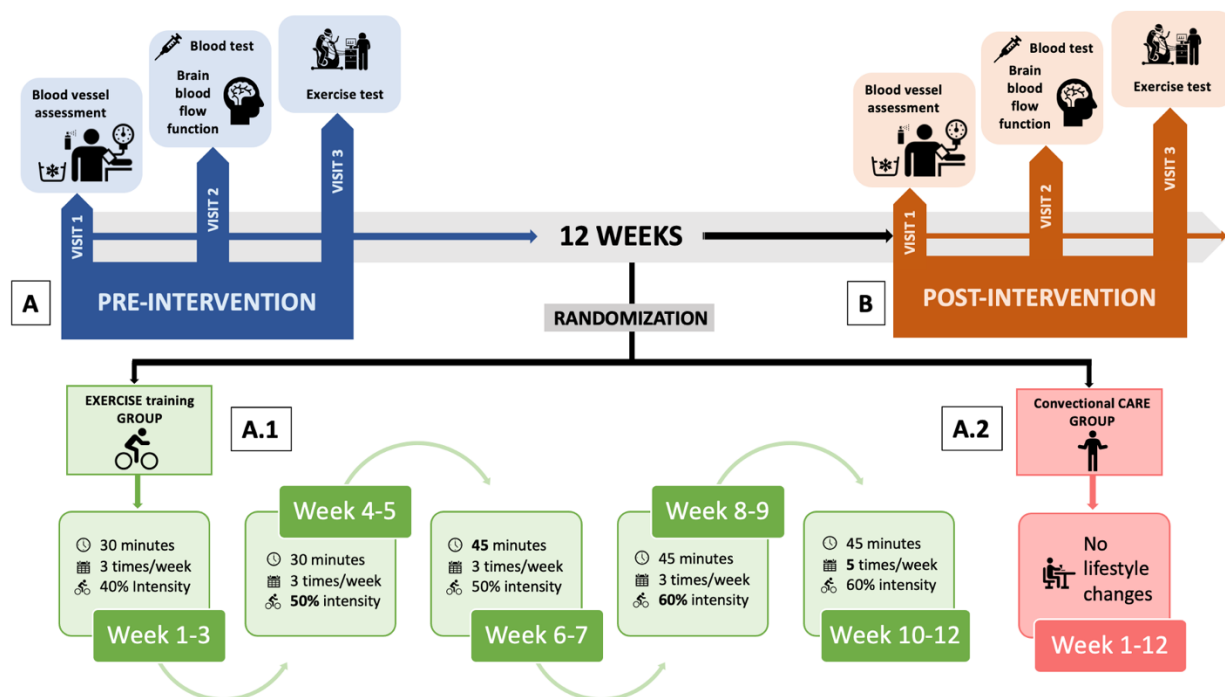 Blood vessel
assessment
VISIT 1
Blood test
Brain
blood
flow
function
VISIT 2
Exercise test
VISIT 3
A
PRE-INTERVENTION
12 WEEKS
RANDOMIZATION
Blood vessel
assessment
VISIT 1
Blood test
Brain
blood
flow
function
VISIT 2
Exercise test
VISIT 3
B
POST-INTERVENTION
EXERCISE training
GROUP
A.1
30 minutes
3 times/week
40% Intensity
Week 1-3
Week 4-5
30 minutes
3 times/week
50% intensity
45 minutes
3 times/week
50% intensity
Week 6-7
Week 8-9
45 minutes
3 times/week
60% intensity
45 minutes
5 times/week
60% intensity
Week 10-12
A.2
Convectional CARE
GROUP
No
lifestyle
changes
Week 1-12